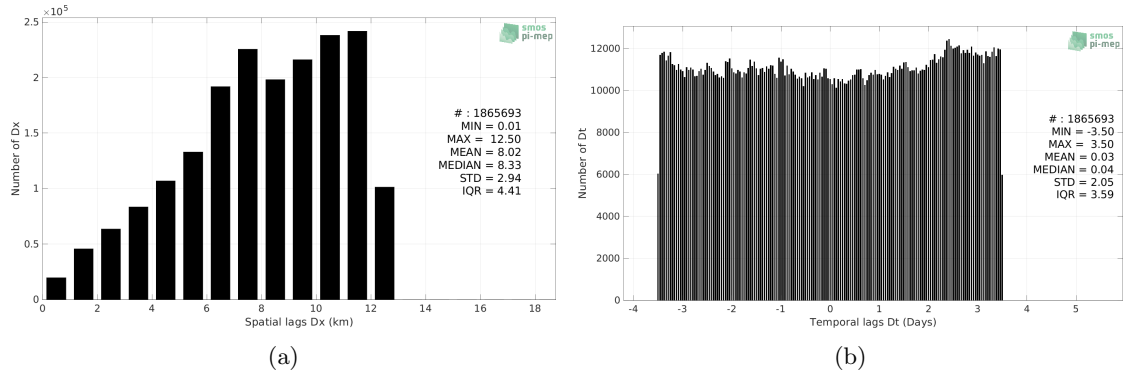 2.5 ×10^5
2
1.5
1
0.5
0
Number of Dx
smos
pi-mep
# : 1865693
MIN = 0.01
MAX = 12.50
MEAN = 8.02
MEDIAN = 8.33
STD = 2.94
IQR = 4.41
0 2 4 6 8 10 12 14 16 18
Spatial lags Dx (km)
(a)
12000
10000
8000
6000
4000
2000
0
Number of Dt
smos
pi-mep
# : 1865693
MIN = -3.50
MAX = 3.50
MEAN = 0.03
MEDIAN = 0.04
STD = 2.05
IQR = 3.59
-4 -3 -2 -1 0 1 2 3 4 5
Temporal lags Dt (Days)
(b)